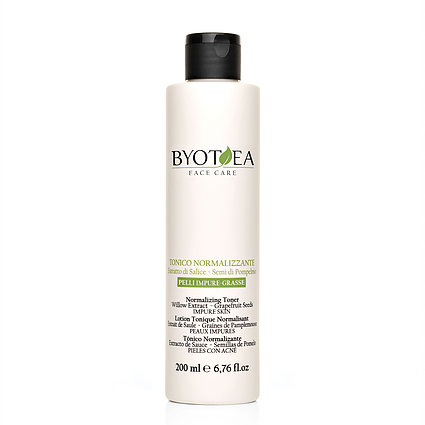 BYOTEA
FACE CARE
TONICO NORMALIZZANTE
Estratto di Salice - Semi di Pompelmo
PELLI IMPURE-GRASSE
Normalizing Toner
Willow Extract - Grapefruit Seeds
IMPURE SKIN
Lotion Tonique Normalisant
Extrait de Saule - Graines de Pamplemousse
PEAUX IMPURES
Tónico Normalizante
Extracto de Sauce - Semillas de Pomelo
PIELES CON ACNÉ
200 ml e 6,76 fl.oz